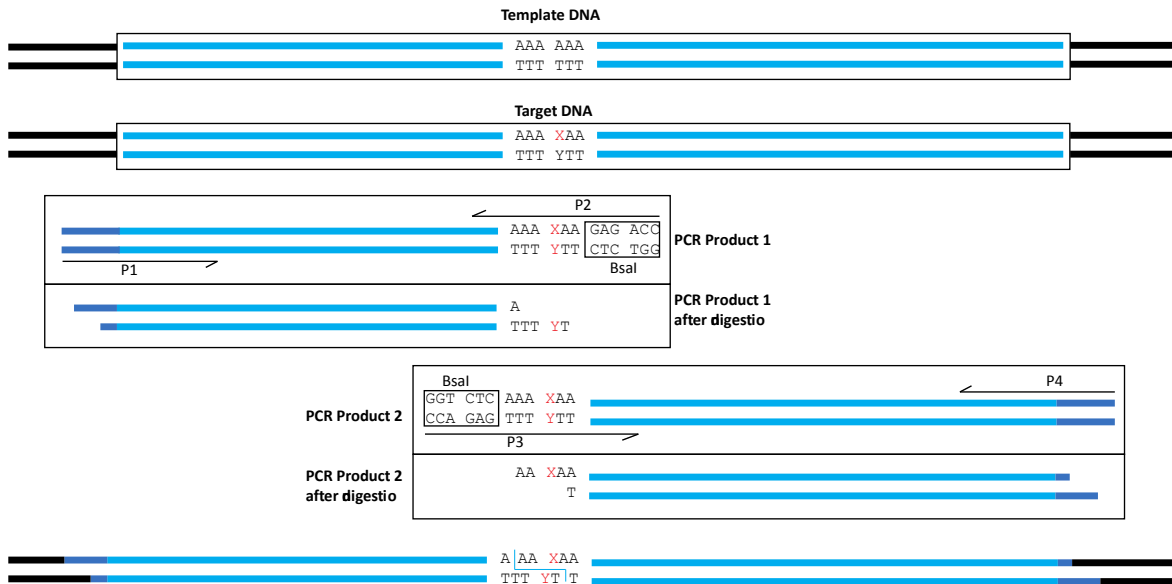 Template DNA
AAA AAA
TTT TTT
Target DNA
AAA XAA
TTT YTT
P2
AAA XAA GAG ACC
TTT YTT CTC TGG
PCR Product 1
P1
BsaI
A
TTT YT
PCR Product 1
after digestio
BsaI
P4
GGT CTC AAA XAA
CCA GAG TTT YTT
PCR Product 2
P3
AA XAA
T
PCR Product 2
after digestio
A AA XAA
TTT YT T